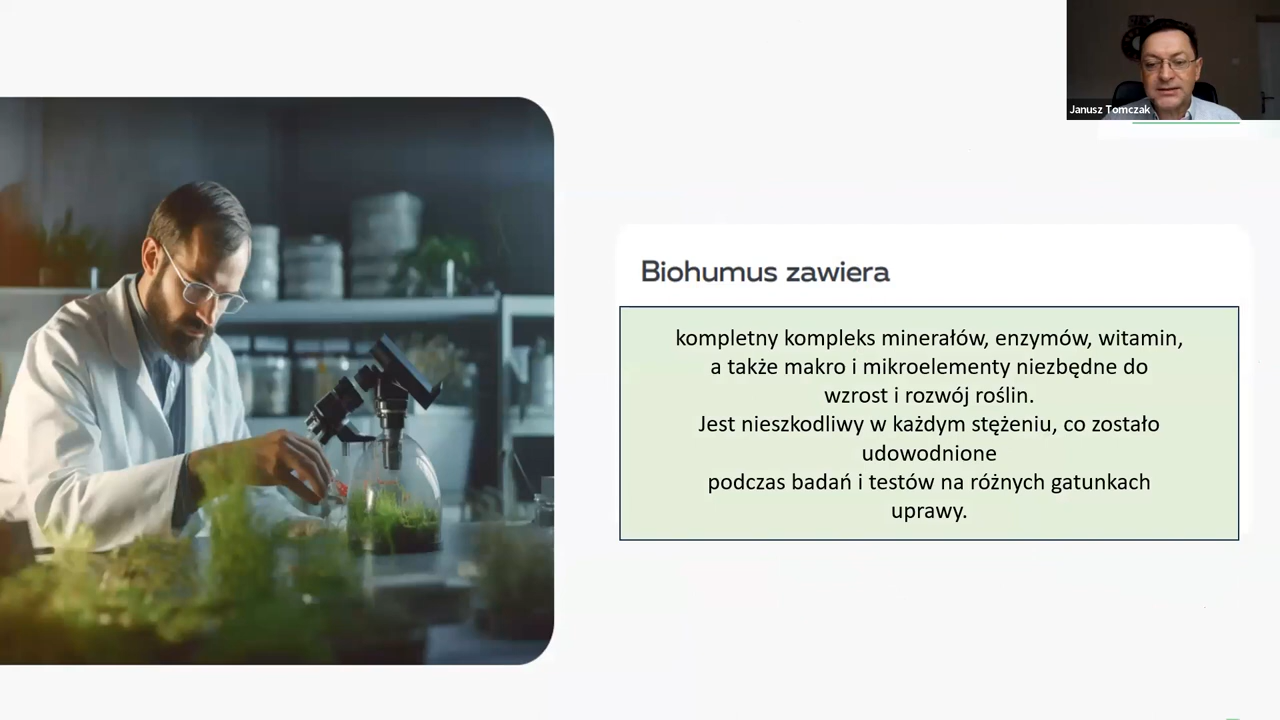 Janusz Tomczak
Biohumus zawiera
kompletny kompleks minerałów, enzymów, witamin,
a także makro i mikroelementy niezbędne do
wzrost i rozwój roślin.
Jest nieszkodliwy w każdym stężeniu, co zostało
udowodnione
podczas badań i testów na różnych gatunkach
uprawy.